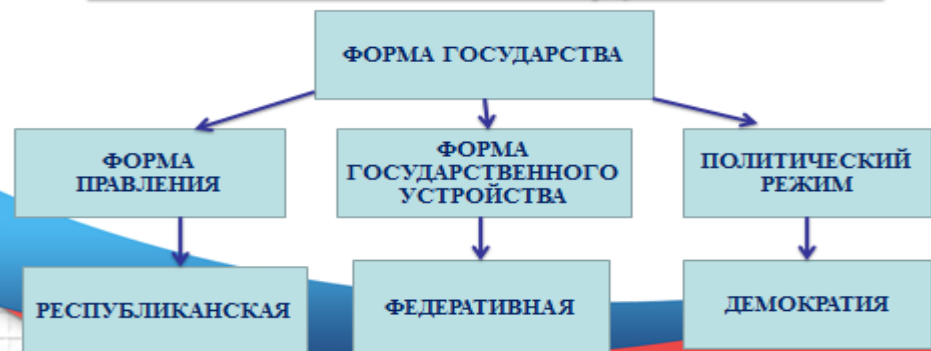 ФОРМА ГОСУДАРСТВА
ФОРМА
ПРАВЛЕНИЯ
ФОРМА
ГОСУДАРСТВЕННОГО
УСТРОЙСТВА
ПОЛИТИЧЕСКИЙ
РЕЖИМ
РЕСПУБЛИКАНСКАЯ
ФЕДЕРАТИВНАЯ
ДЕМОКРАТИЯ